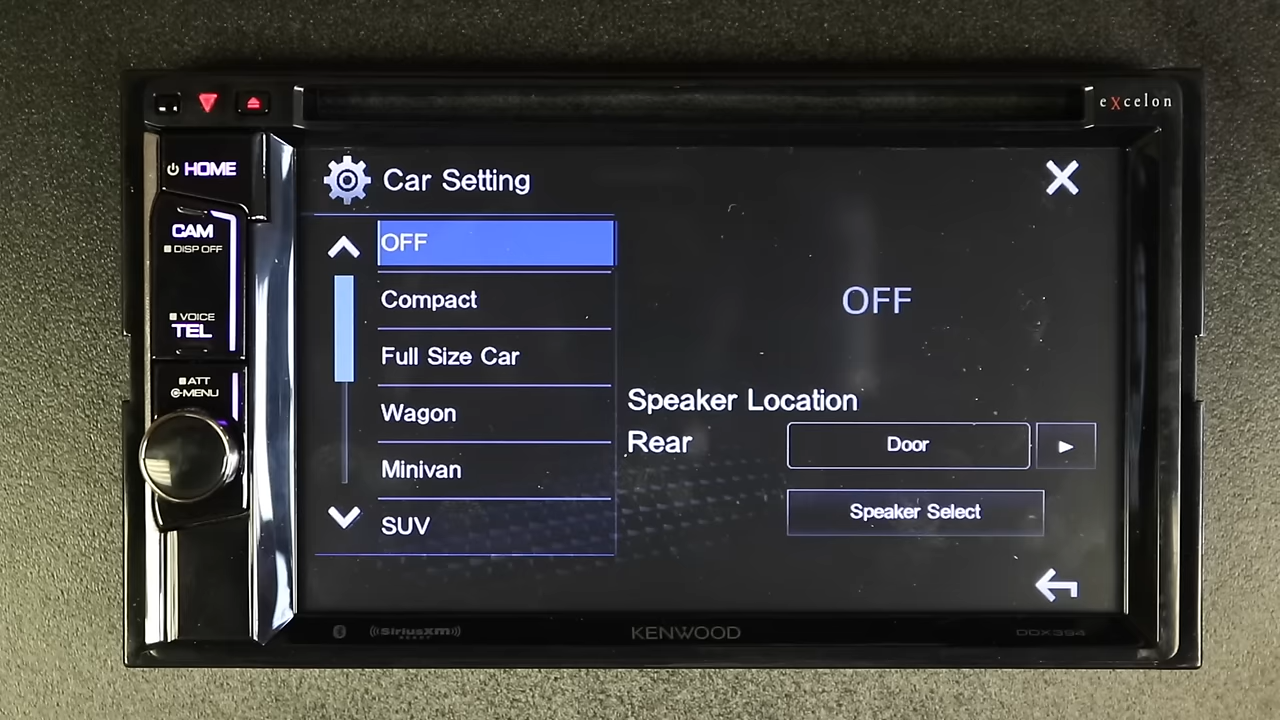 excelon
HOME
CAM
DISP OFF
VOICE
TEL
ATT
MENU
Car Setting
OFF
Compact
Full Size Car
Wagon
Minivan
SUV
OFF
Speaker Location
Rear
Door
Speaker Select
SiriusXM
READY
KENWOOD
DDX394